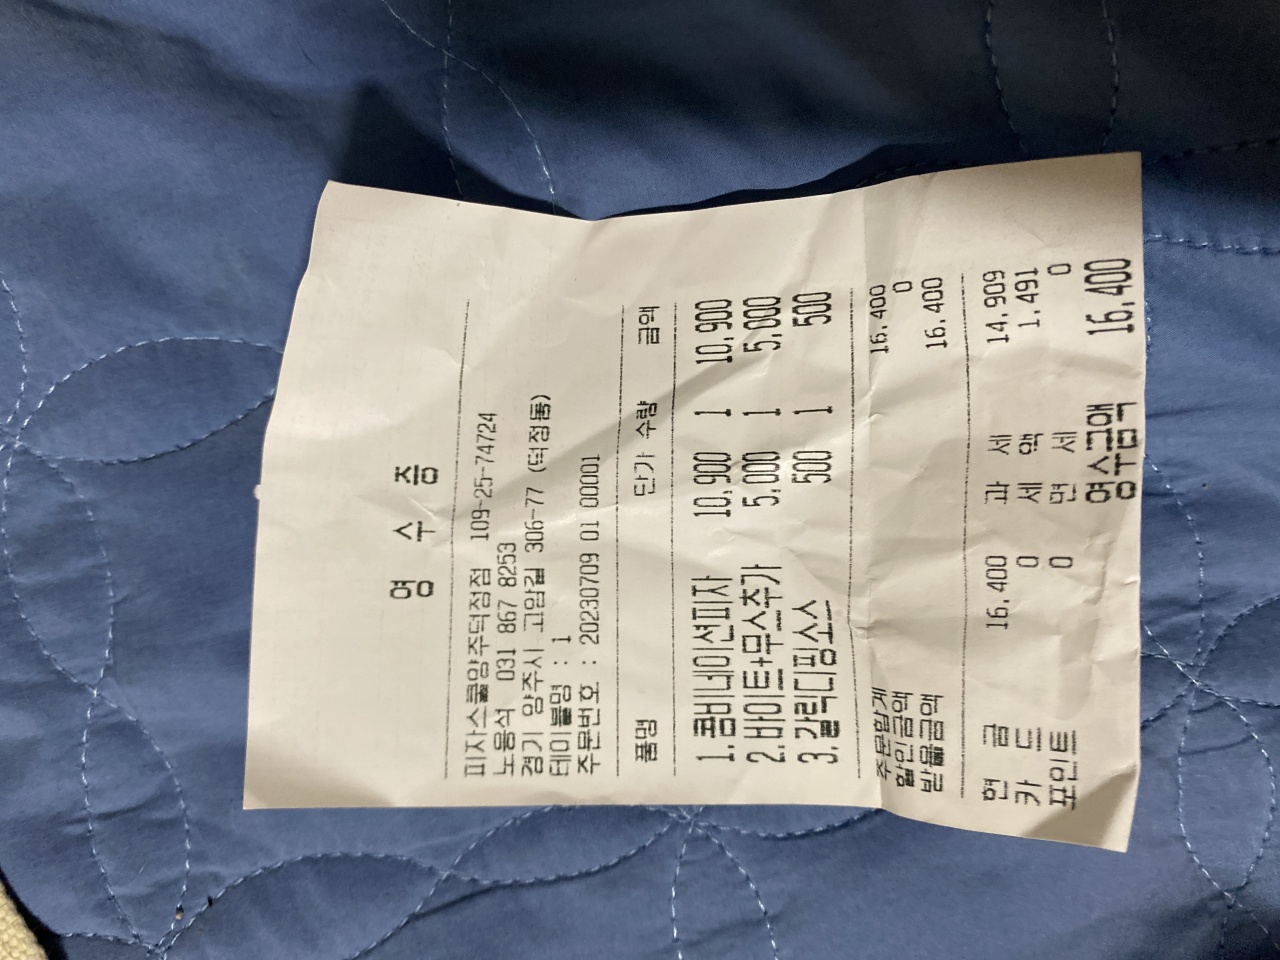 영 수 증
피자스쿨양주덕정점 109-25-74724
노용석 031 867 8253
경기 양주시 고암길 306-77 (덕정동)
테이블명 : 1
주문번호 : 20230709 01 00001
품명 단가 수량 금액
1.콤비네이션피자 10,900 1 10,900
2.바이트+무스추가 5,000 1 5,000
3.갈릭디핑소스 500 1 500
주문합계 16,400
할인금액 0
받을금액 16,400
현 금 16,400 과 세 14,909
카 드 0 세 액 1,491
포인트 0 면 세 0
영수금액 16,400